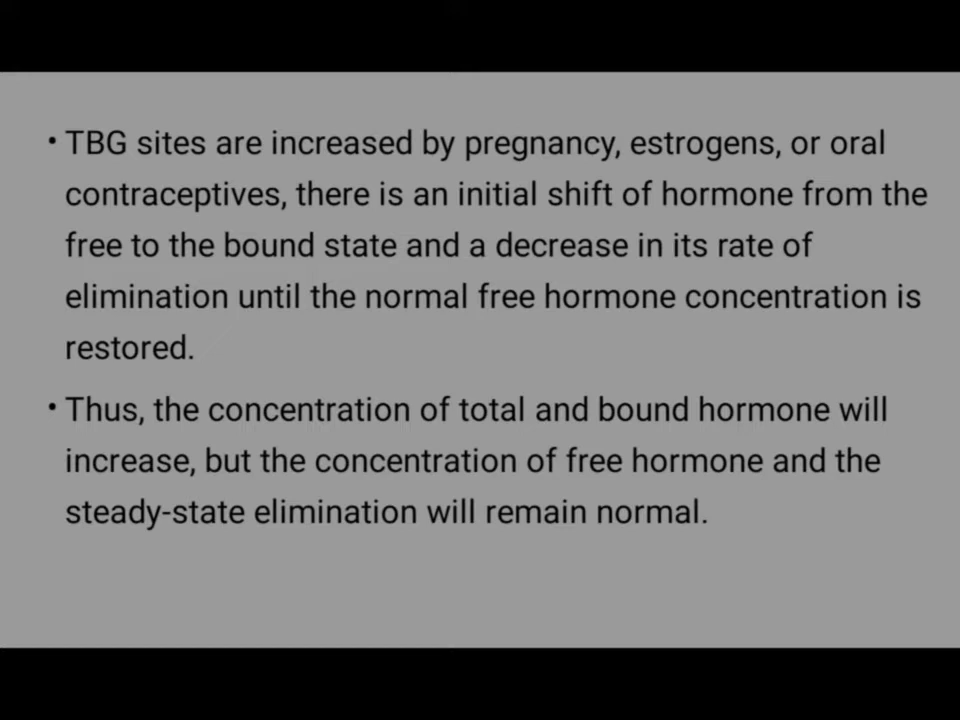 • TBG sites are increased by pregnancy, estrogens, or oral
contraceptives, there is an initial shift of hormone from the
free to the bound state and a decrease in its rate of
elimination until the normal free hormone concentration is
restored.
• Thus, the concentration of total and bound hormone will
increase, but the concentration of free hormone and the
steady-state elimination will remain normal.